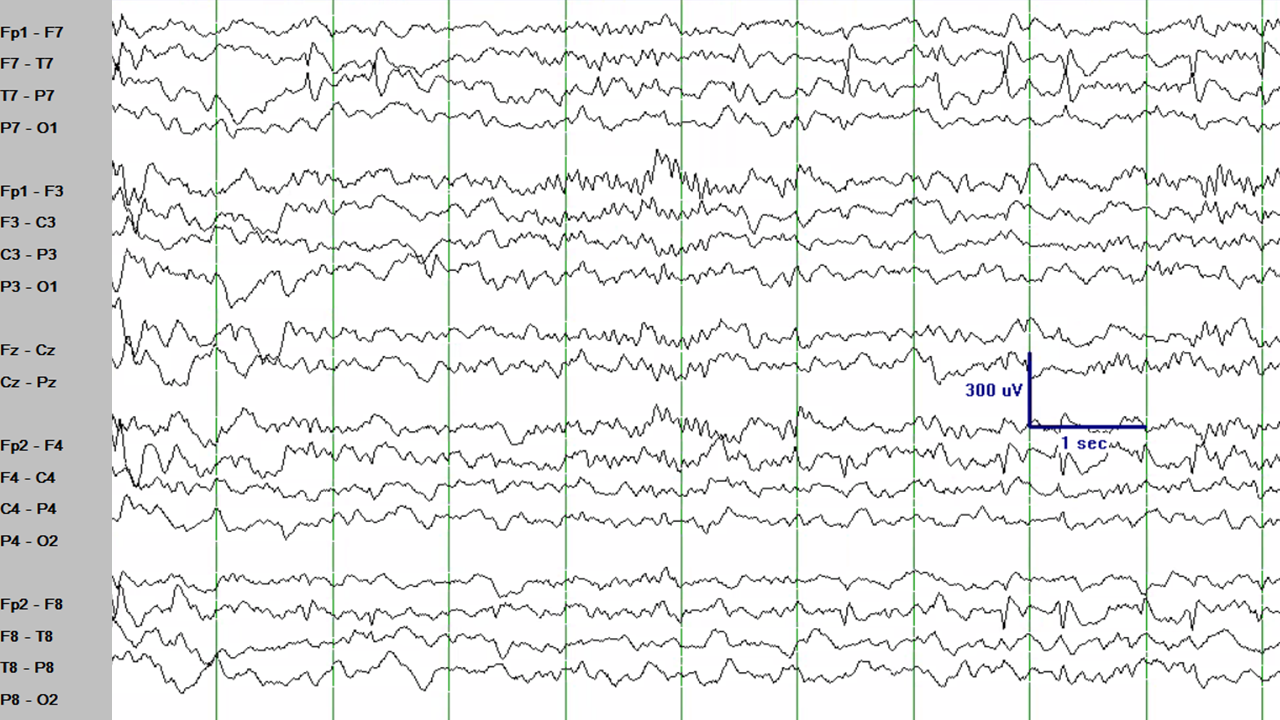 Fp1 - F7
F7 - T7
T7 - P7
P7 - O1
Fp1 - F3
F3 - C3
C3 - P3
P3 - O1
Fz - Cz
Cz - Pz
300 uV
Fp2 - F4
1 sec
F4 - C4
C4 - P4
P4 - O2
Fp2 - F8
F8 - T8
T8 - P8
P8 - O2